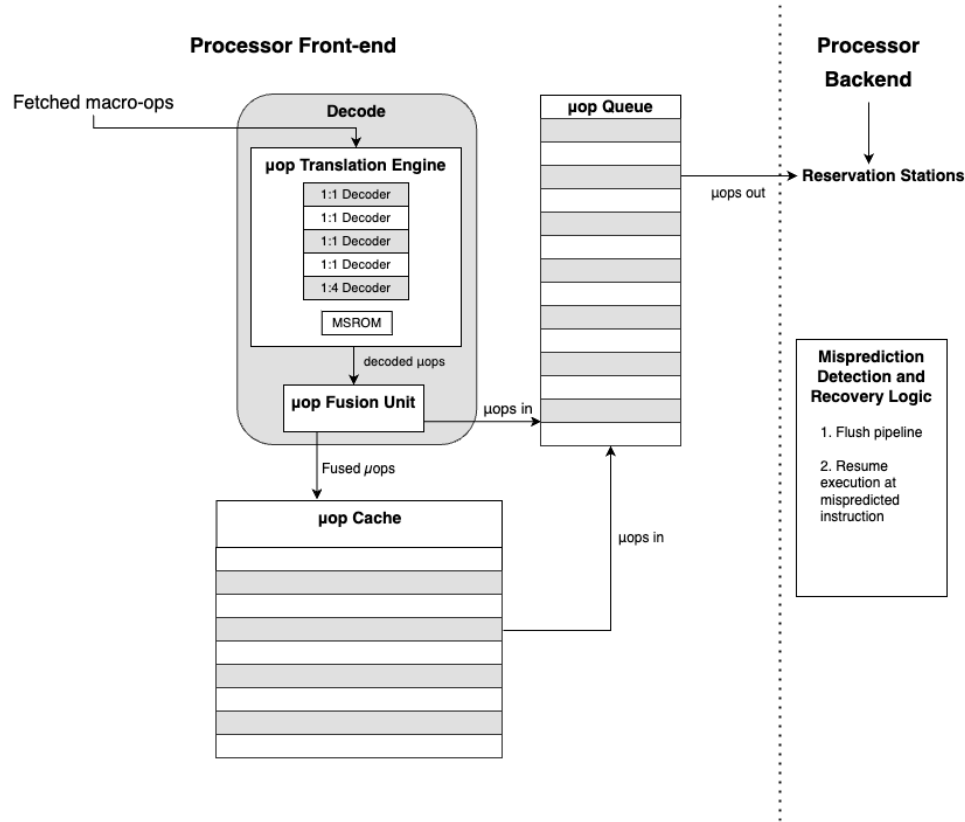 Processor Front-end
Processor
Backend
Fetched macro-ops
Decode
µop Translation Engine
1:1 Decoder
1:1 Decoder
1:1 Decoder
1:1 Decoder
1:4 Decoder
MSROM
decoded µops
µop Fusion Unit
µops in
Fused µops
µop Cache
µop Queue
µops in
µops out
Reservation Stations
Misprediction
Detection and
Recovery Logic
1. Flush pipeline
2. Resume
execution at
mispredicted
instruction